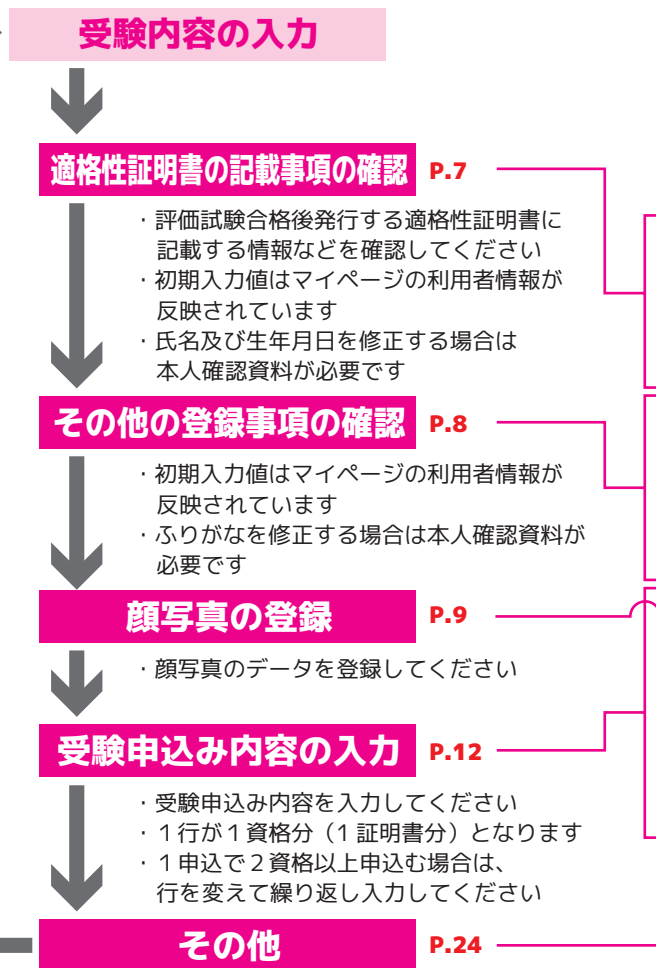 受験内容の入力
適格性証明書の記載事項の確認 P.7
・評価試験合格後発行する適格性証明書に
記載する情報などを確認してください
・初期入力値はマイページの利用者情報が
反映されています
・氏名及び生年月日を修正する場合は
本人確認資料が必要です
その他の登録事項の確認 P.8
・初期入力値はマイページの利用者情報が
反映されています
・ふりがなを修正する場合は本人確認資料が
必要です
顔写真の登録 P.9
・顔写真のデータを登録してください
受験申込み内容の入力 P.12
・受験申込み内容を入力してください
・１行が１資格分（1 証明書分）となります
・１申込で２資格以上申込む場合は、
行を変えて繰り返し入力してください
その他 P.24